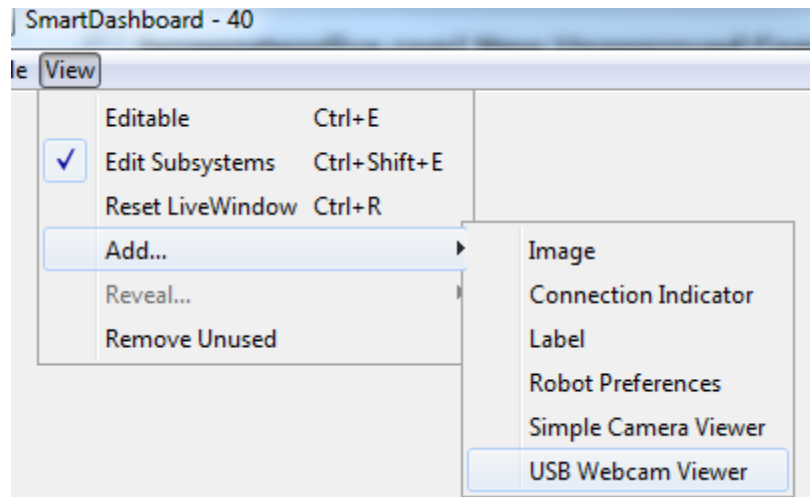 SmartDashboard - 40
le View
Editable Ctrl+E
Edit Subsystems Ctrl+Shift+E
Reset LiveWindow Ctrl+R
Add...
Reveal...
Remove Unused
Image
Connection Indicator
Label
Robot Preferences
Simple Camera Viewer
USB Webcam Viewer